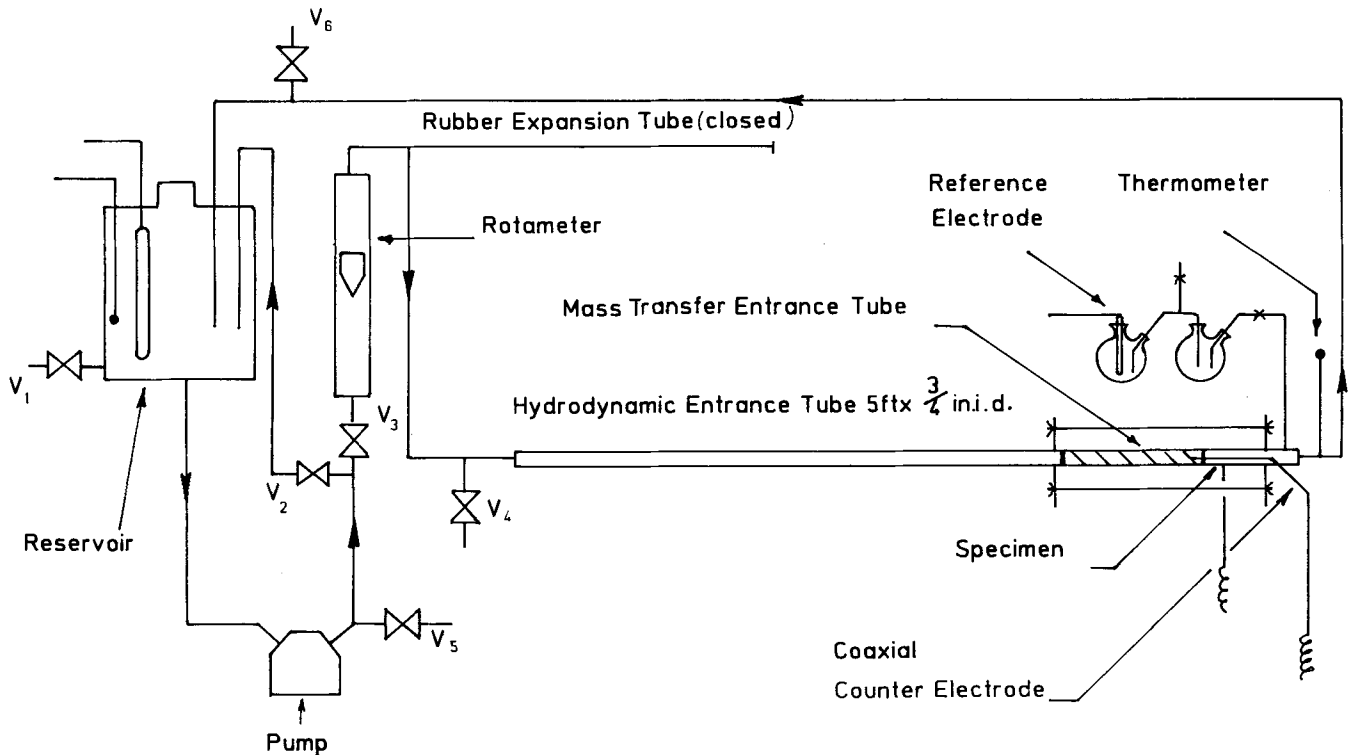 V6
Rubber Expansion Tube(closed)
Reference
Electrode
Thermometer
Rotameter
Mass Transfer Entrance Tube
V1
V3
Hydrodynamic Entrance Tube 5ftx 3/4 in.i.d.
V2
V4
Reservoir
Specimen
V5
Coaxial
Counter Electrode
Pump